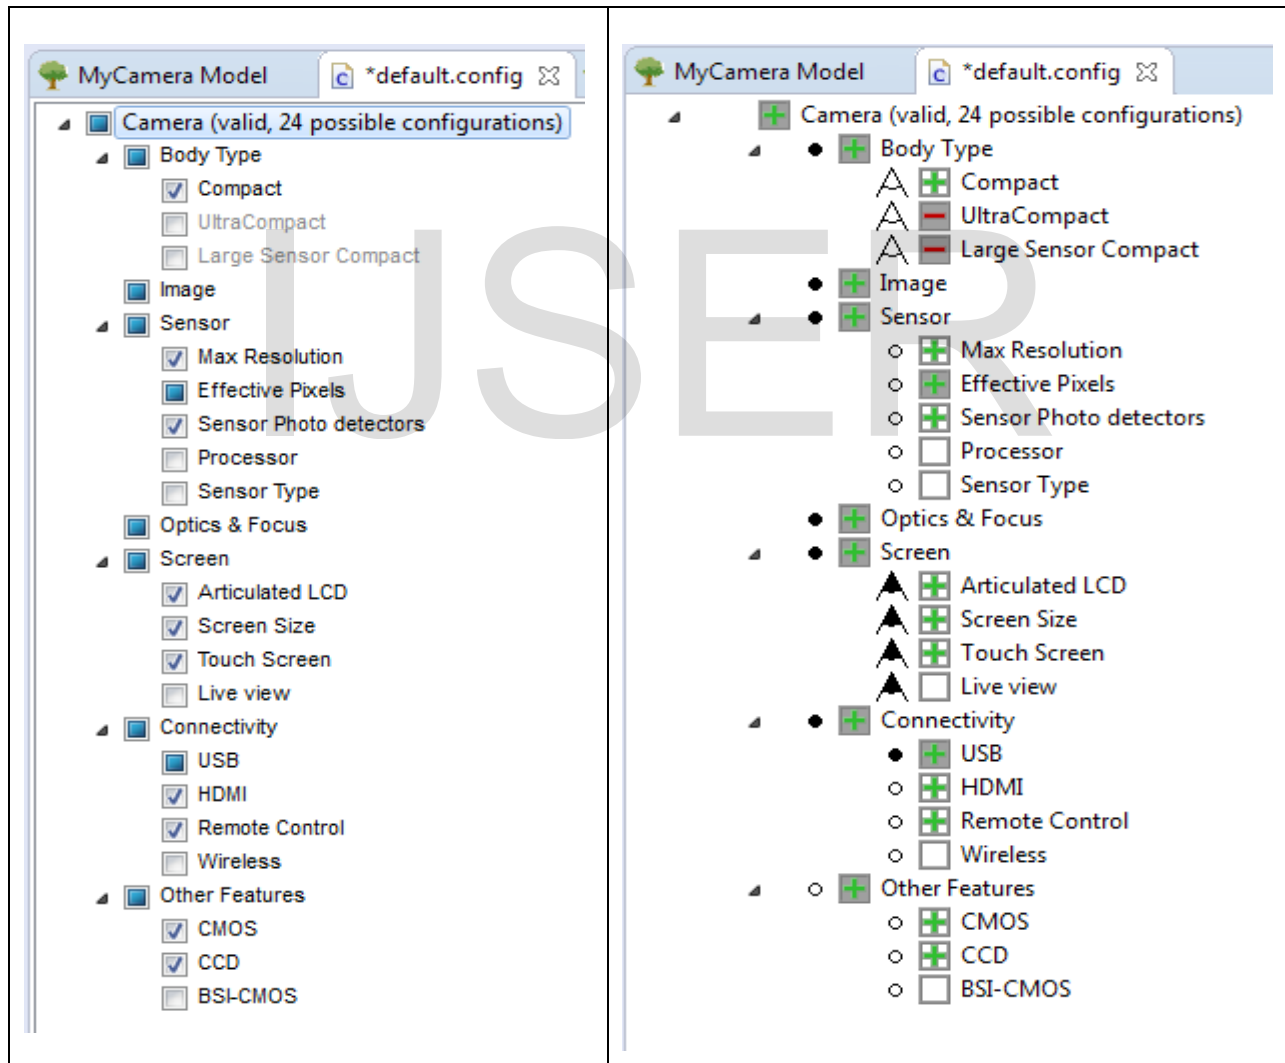 MyCamera Model
*default.config
Camera (valid, 24 possible configurations)
Body Type
Compact
UltraCompact
Large Sensor Compact
Image
Sensor
Max Resolution
Effective Pixels
Sensor Photo detectors
Processor
Sensor Type
Optics & Focus
Screen
Articulated LCD
Screen Size
Touch Screen
Live view
Connectivity
USB
HDMI
Remote Control
Wireless
Other Features
CMOS
CCD
BSI-CMOS
MyCamera Model
*default.config
Camera (valid, 24 possible configurations)
Body Type
Compact
UltraCompact
Large Sensor Compact
Image
Sensor
Max Resolution
Effective Pixels
Sensor Photo detectors
Processor
Sensor Type
Optics & Focus
Screen
Articulated LCD
Screen Size
Touch Screen
Live view
Connectivity
USB
HDMI
Remote Control
Wireless
Other Features
CMOS
CCD
BSI-CMOS
IJSER